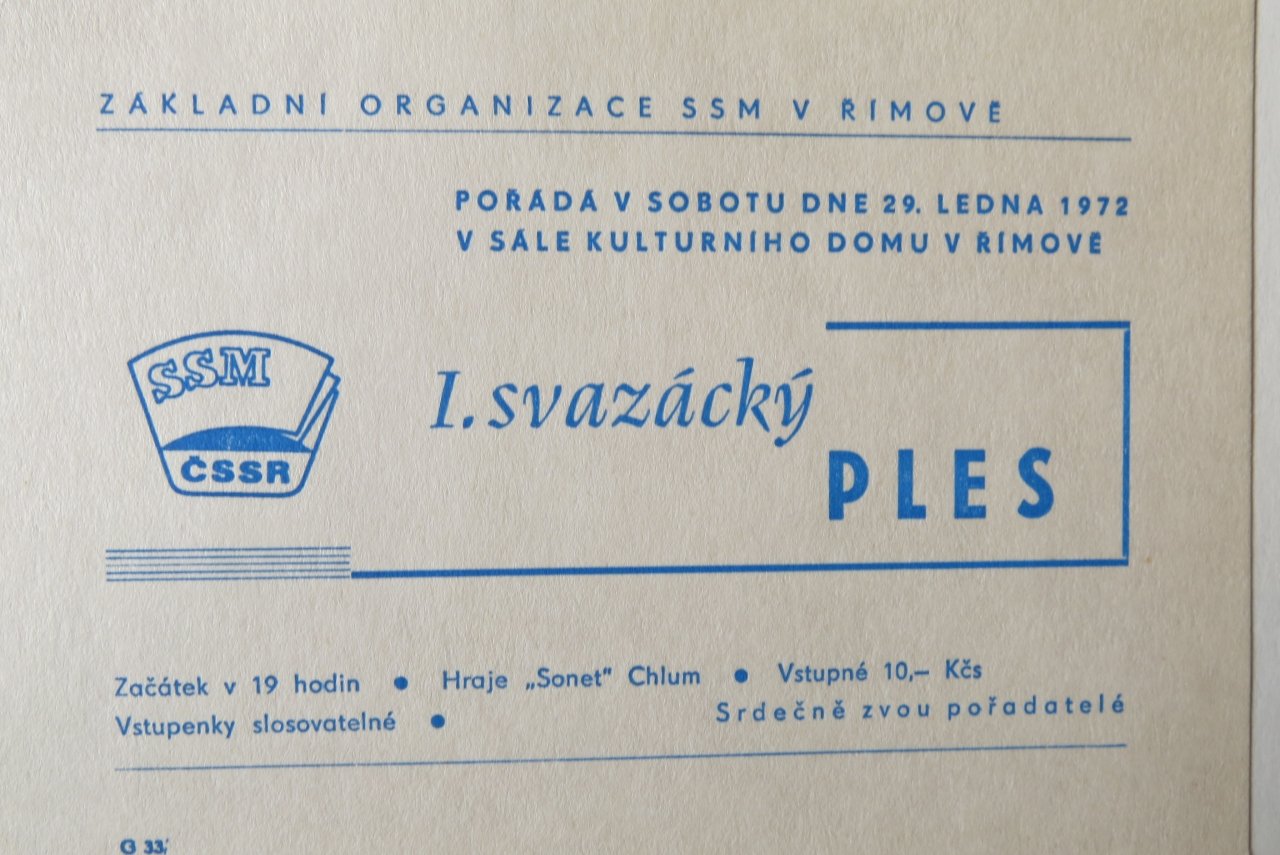 ZÁKLADNÍ ORGANIZACE SSM V ŘÍMOVĚ
POŘÁDÁ V SOBOTU DNE 29. LEDNA 1972
V SÁLE KULTURNÍHO DOMU V ŘÍMOVĚ
SSM
ČSSR
I. svazácký
PLES
Začátek v 19 hodin ● Hraje „Sonet" Chlum ● Vstupné 10,— Kčs
Vstupenky slosovatelné ● Srdečně zvou pořadatelé
G 33,